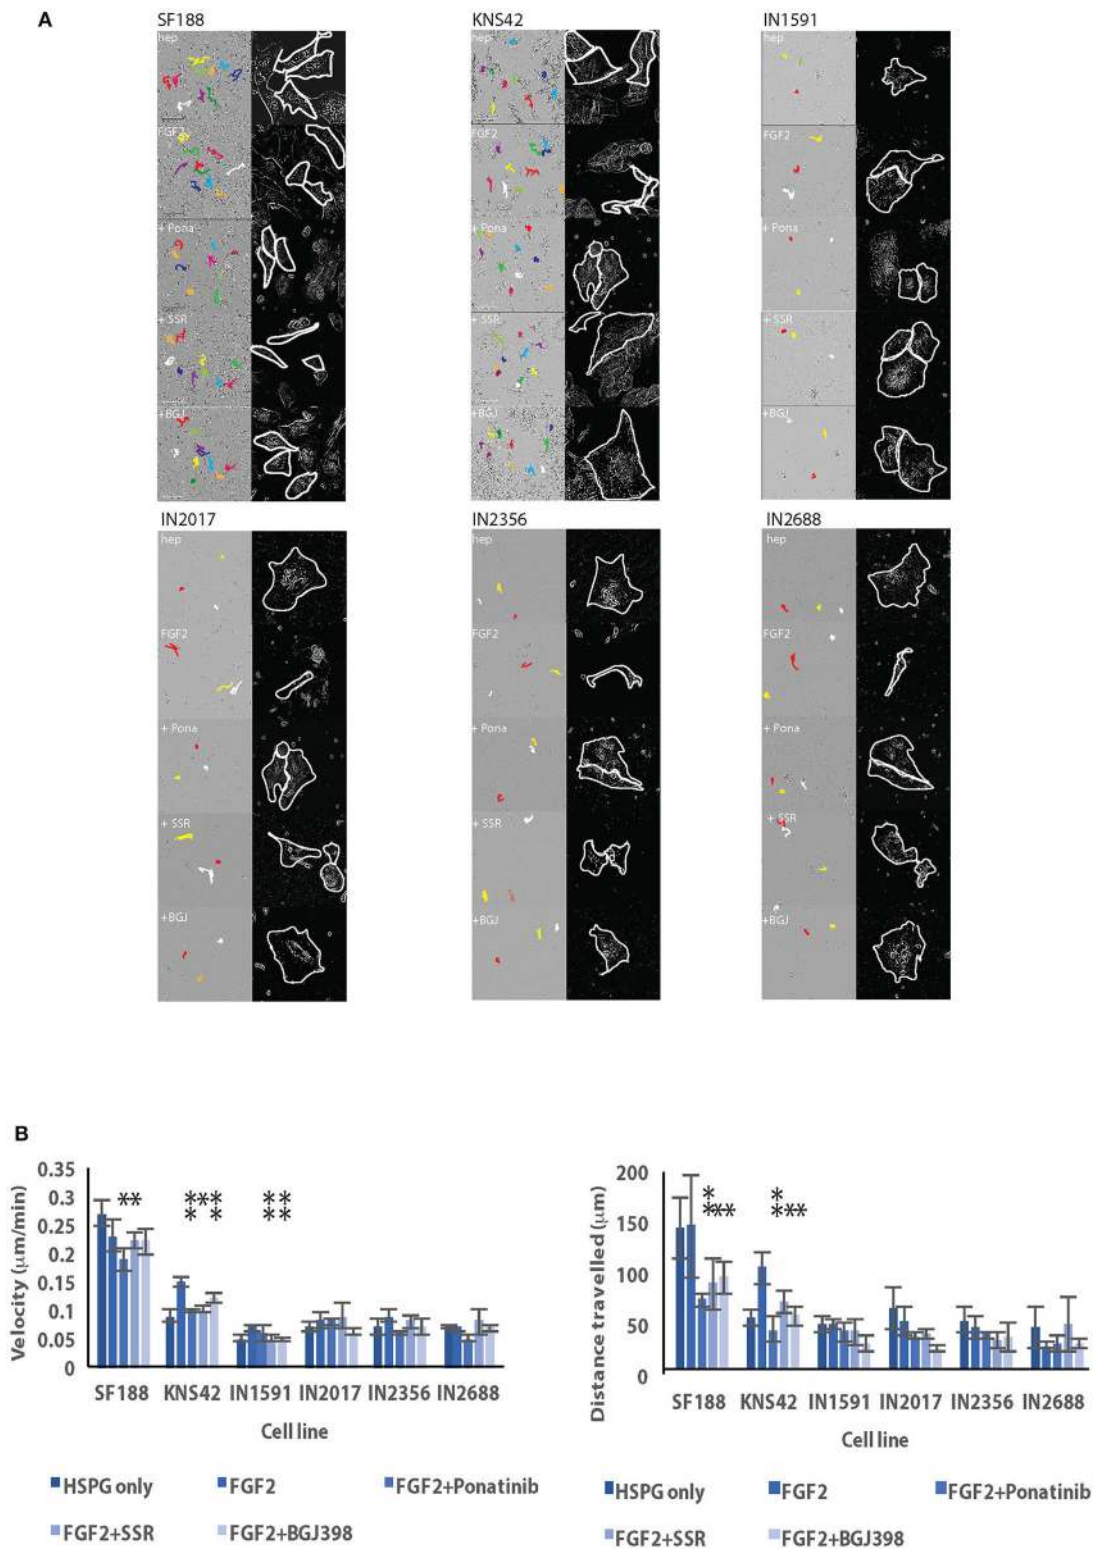 A
SF188
KNS42
IN1591
hep
hep
hep
FGF2
FGF2
FGF2
+ Pona
+ Pona
+ Pona
+ SSR
+ SSR
+ SSR
+BGJ
+BGJ
+BGJ
IN2017
IN2356
IN2688
hep
hep
hep
FGF2
FGF2
FGF2
+ Pona
+ Pona
+ Pona
+ SSR
+ SSR
+ SSR
+BGJ
+BGJ
+BGJ
B
Velocity (μm/min)
0.35
0.3
0.25
0.2
0.15
0.1
0.05
0
** ***** ****
SF188 KNS42 IN1591 IN2017 IN2356 IN2688
Cell line
HSPG only FGF2 FGF2+Ponatinib
FGF2+SSR FGF2+BGJ398
Distance travelled (μm)
200
150
100
50
0
**** ****
SF188 KNS42 IN1591 IN2017 IN2356 IN2688
Cell line
HSPG only FGF2 FGF2+Ponatinib
FGF2+SSR FGF2+BGJ398